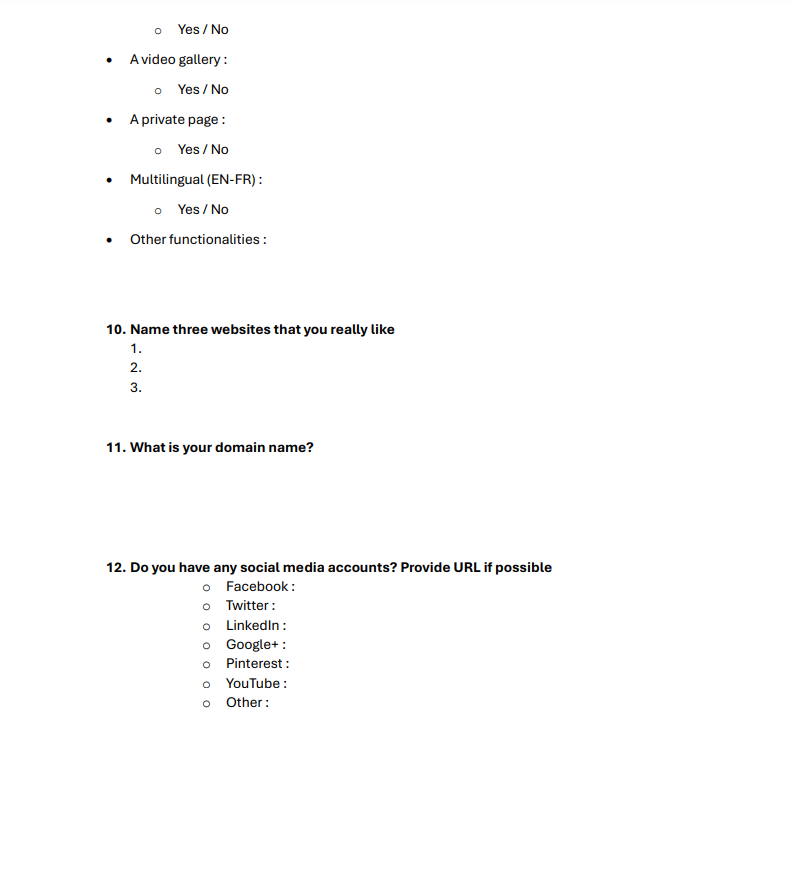 o Yes / No
• A video gallery :
o Yes / No
• A private page :
o Yes / No
• Multilingual (EN-FR) :
o Yes / No
• Other functionalities :
10. Name three websites that you really like
1.
2.
3.
11. What is your domain name?
12. Do you have any social media accounts? Provide URL if possible
o Facebook :
o Twitter :
o LinkedIn :
o Google+ :
o Pinterest :
o YouTube :
o Other :